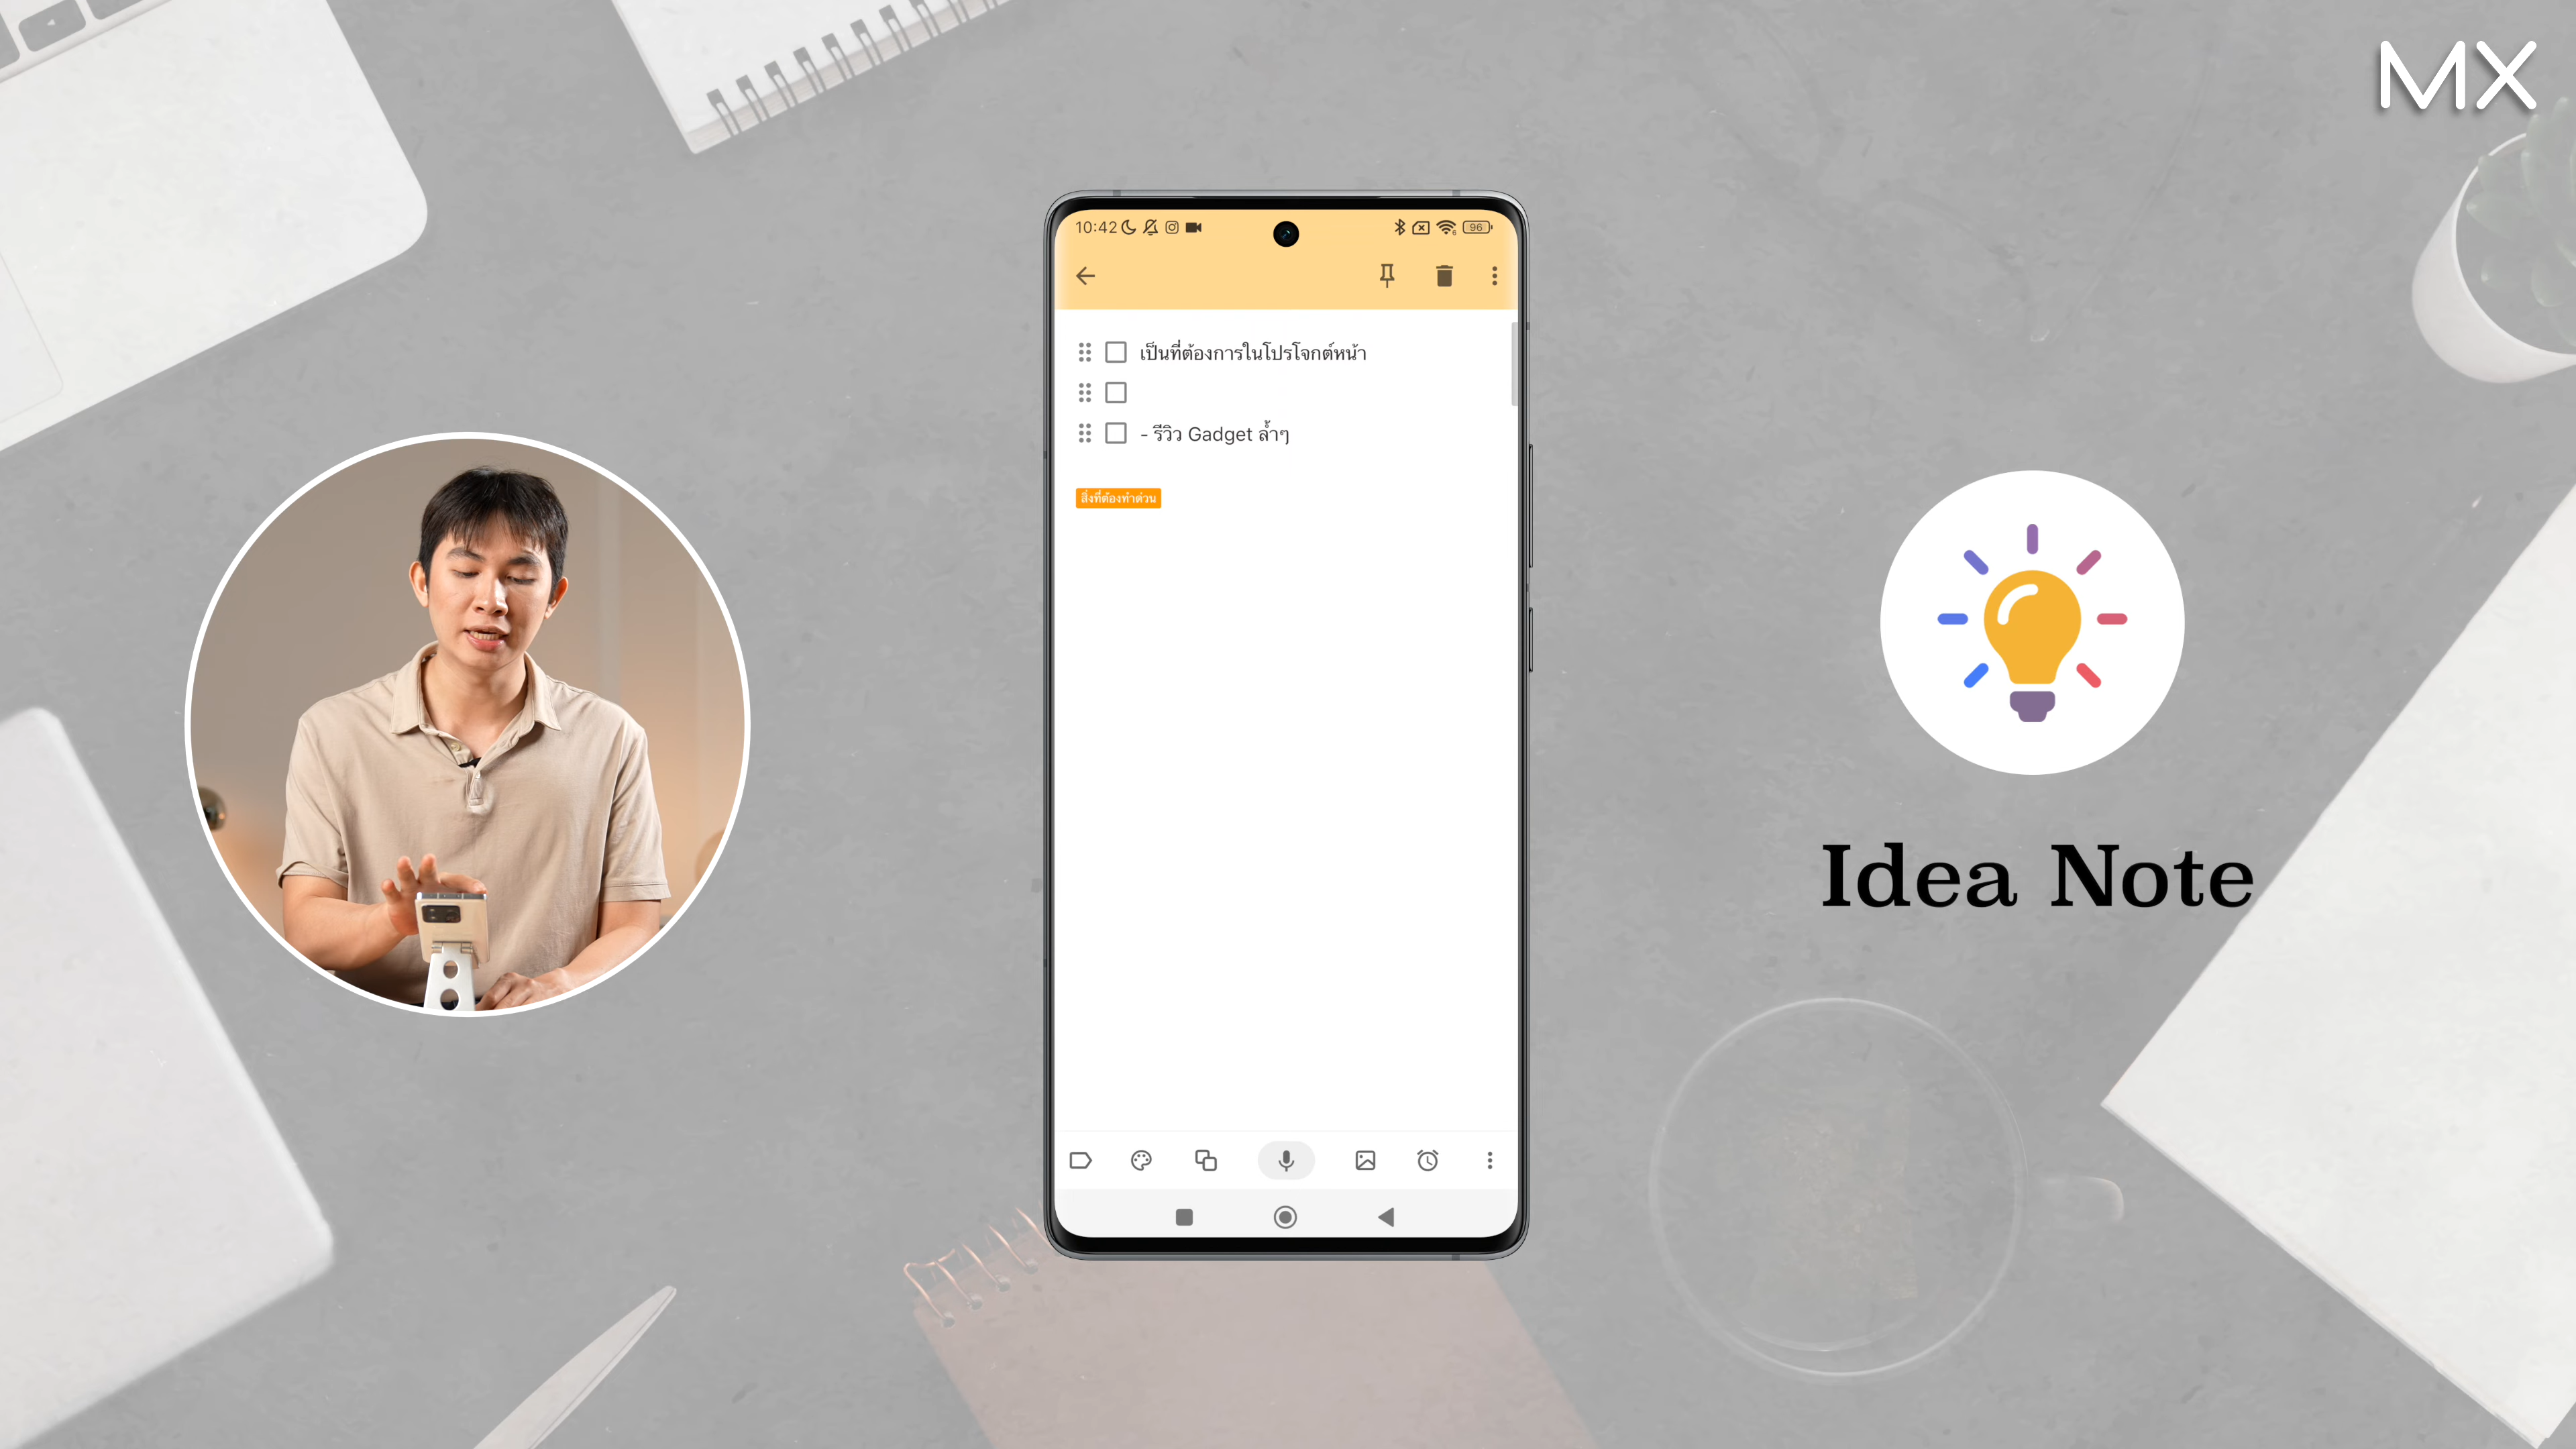 MX
10:42
96
เป็นที่ต้องการในโปรโจกต์หน้า
- รีวิว Gadget ล้ำๆ
สิ่งที่ต้องทำด่วน
Idea Note